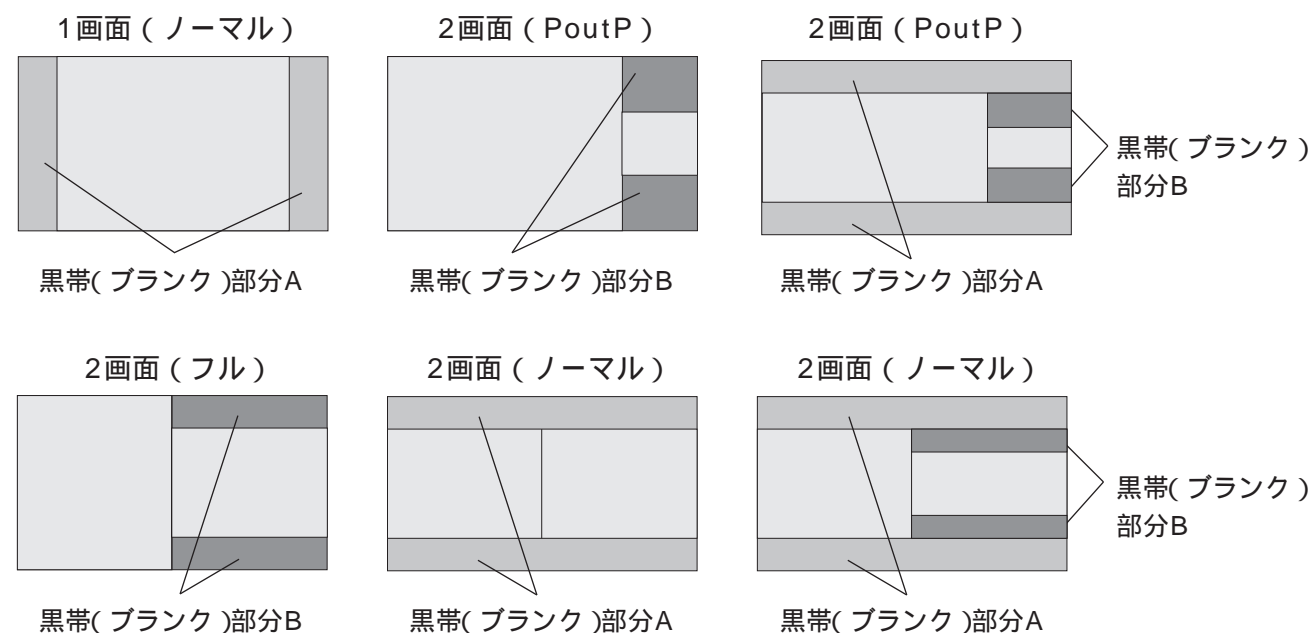 1画面（ノーマル）
2画面（PoutP）
2画面（PoutP）
黒帯（ブランク）
部分B
黒帯（ブランク）部分A
黒帯（ブランク）部分B
黒帯（ブランク）部分A
2画面（フル）
2画面（ノーマル）
2画面（ノーマル）
黒帯（ブランク）
部分B
黒帯（ブランク）部分B
黒帯（ブランク）部分A
黒帯（ブランク）部分A